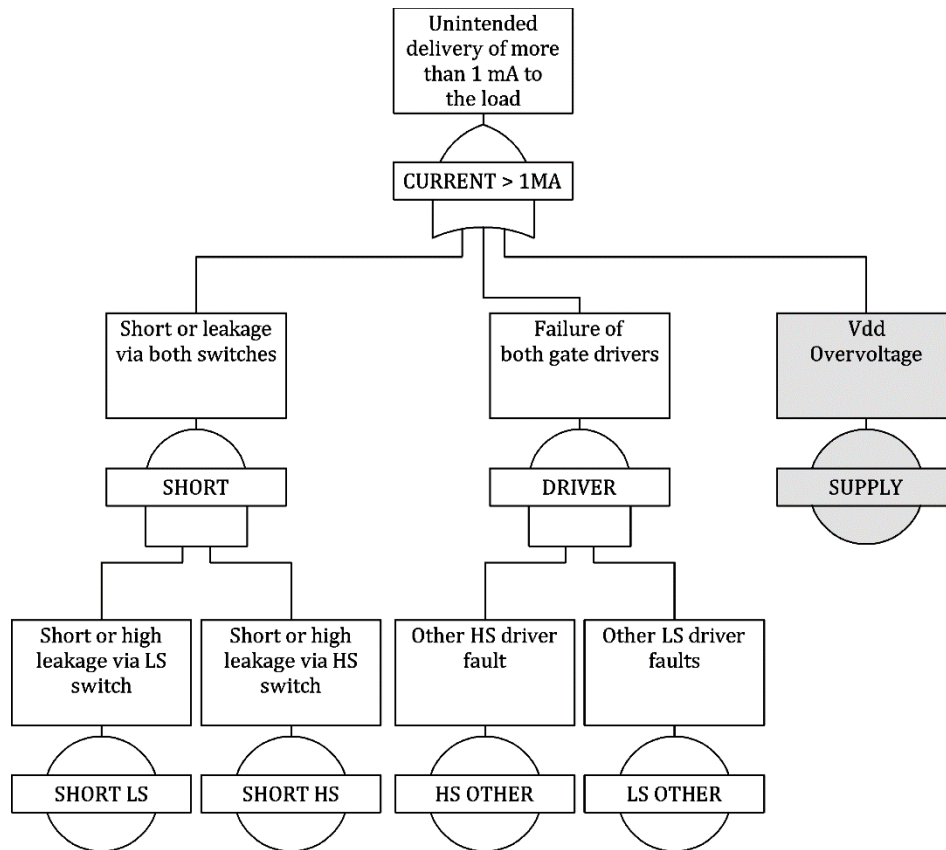 Unintended
delivery of more
than 1 mA to
the load
CURRENT > 1MA
Short or leakage
via both switches
Failure of
both gate drivers
Vdd
Overvoltage
SHORT
DRIVER
SUPPLY
Short or high
leakage via LS
switch
Short or high
leakage via HS
switch
Other HS driver
fault
Other LS driver
faults
SHORT LS
SHORT HS
HS OTHER
LS OTHER